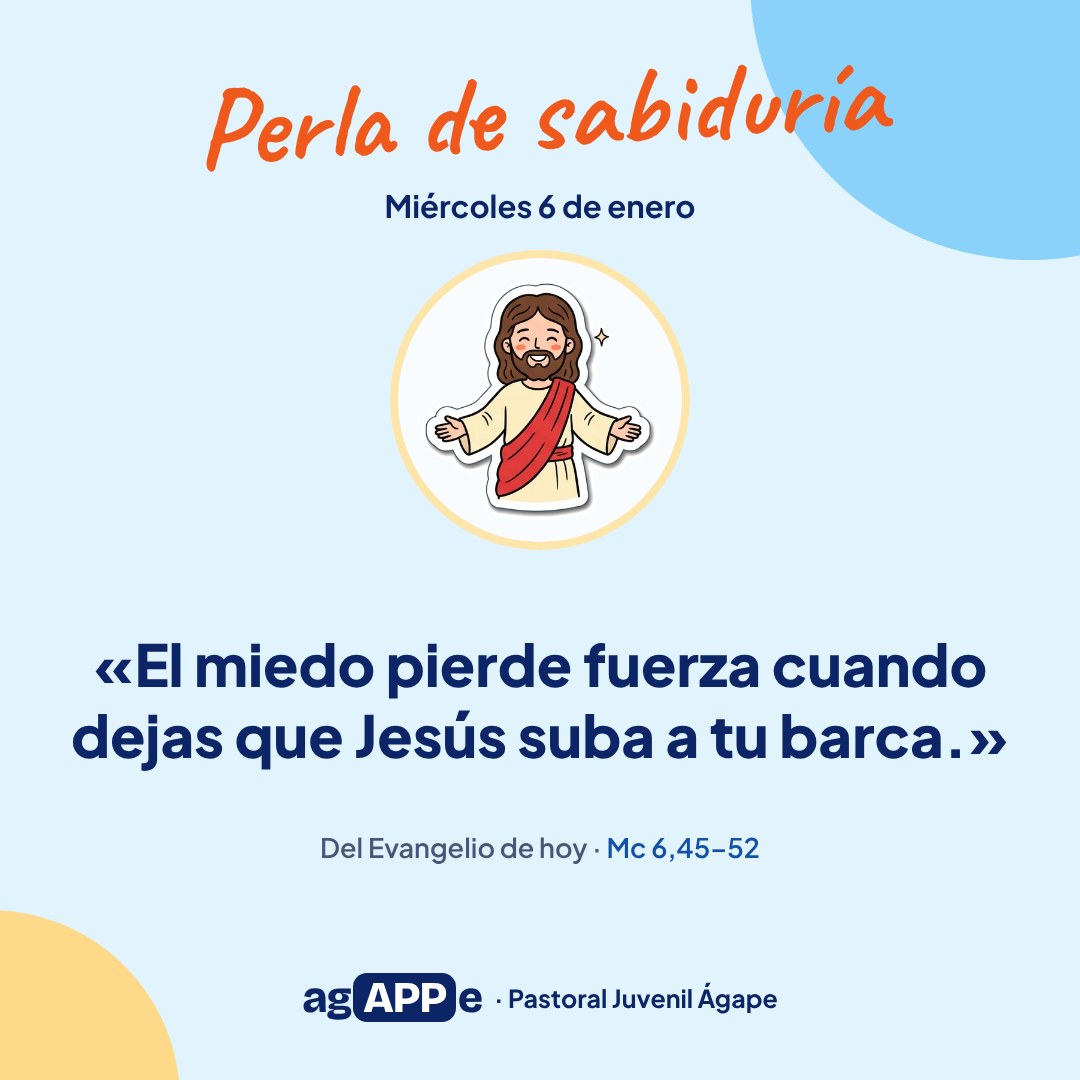 Perla de sabiduría
Miércoles 6 de enero
«El miedo pierde fuerza cuando
dejas que Jesús suba a tu barca.»
Del Evangelio de hoy · Mc 6,45–52
agAPPe · Pastoral Juvenil Ágape